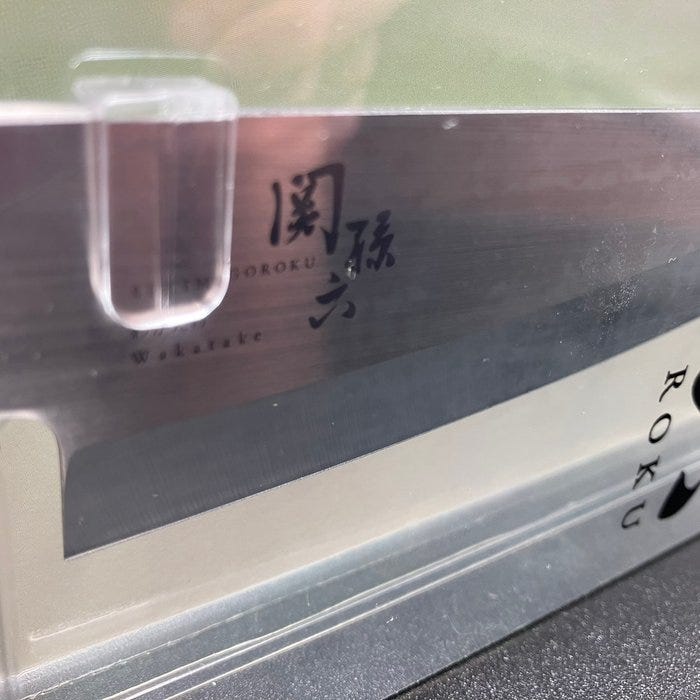 関
孫
六
GOROKU
Wakatake
ROKU